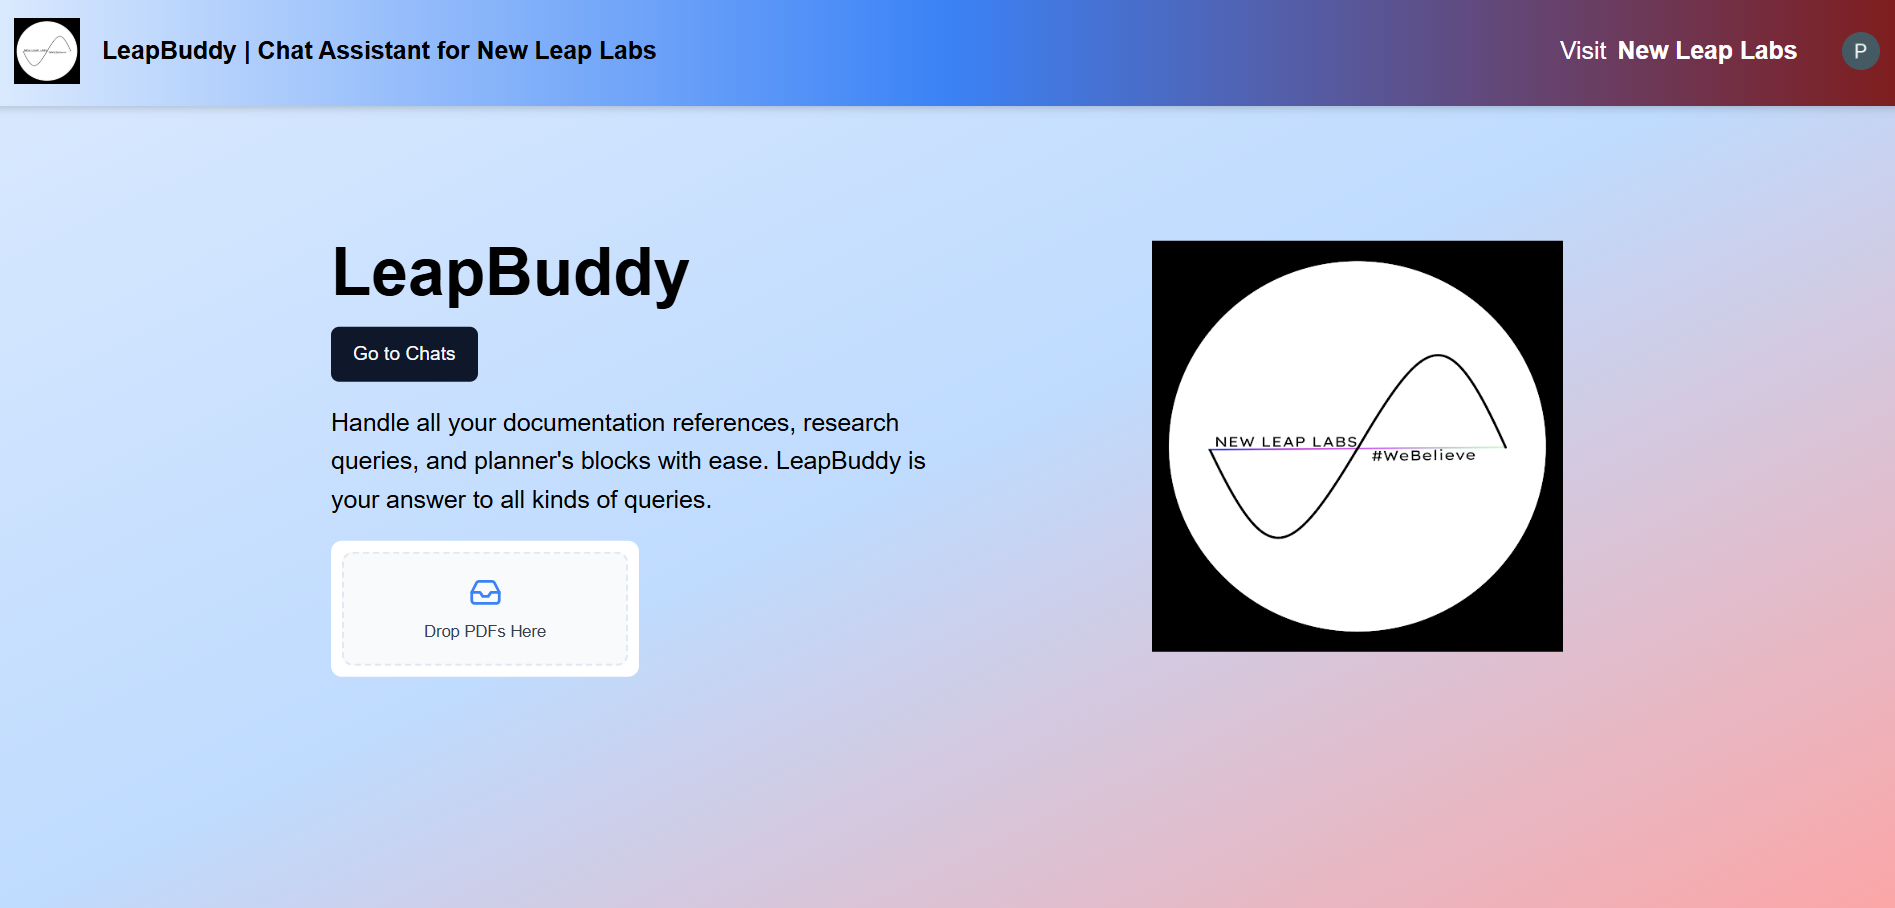 LeapBuddy | Chat Assistant for New Leap Labs
Visit New Leap Labs
P
LeapBuddy
Go to Chats
Handle all your documentation references, research
queries, and planner's blocks with ease. LeapBuddy is
your answer to all kinds of queries.
Drop PDFs Here
NEW LEAP LABS
#WeBelieve